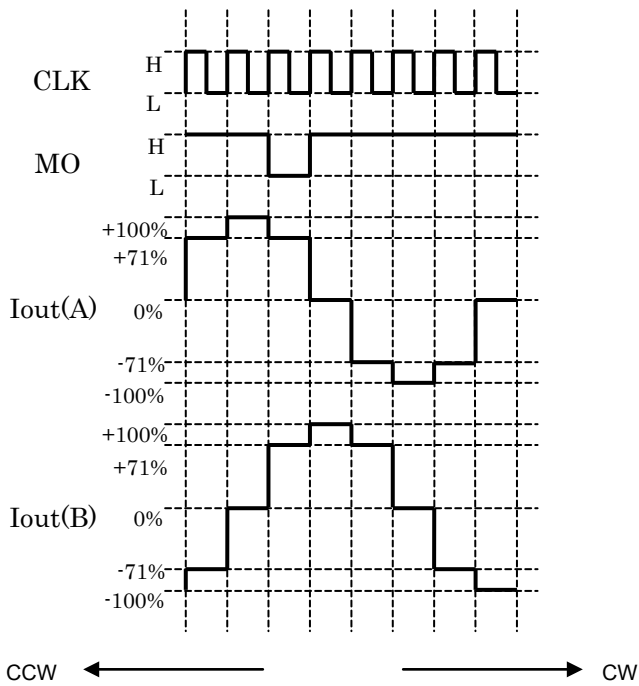 CLK
H
L
MO
H
L
Iout(A)
+100%
+71%
0%
-71%
-100%
Iout(B)
+100%
+71%
0%
-71%
-100%
CCW
CW